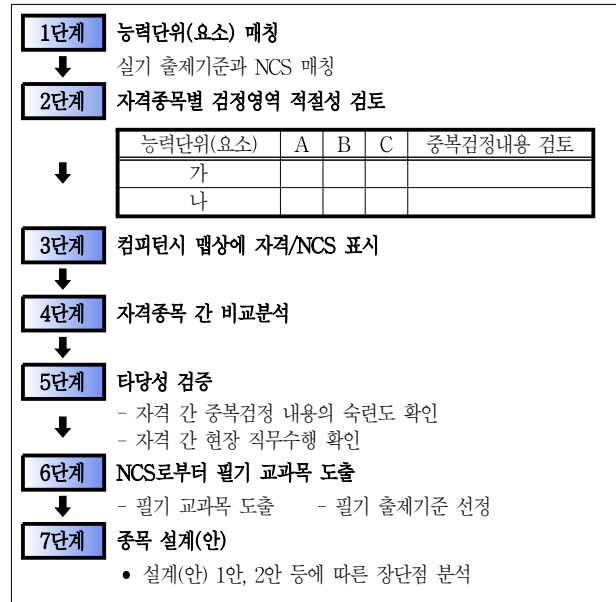 1단계 능력단위(요소) 매칭
실기 출제기준과 NCS 매칭
2단계 자격종목별 검정영역 적절성 검토
능력단위(요소) A B C 중복검정내용 검토
가
나
3단계 컴피턴시 맵상에 자격/NCS 표시
4단계 자격종목 간 비교분석
5단계 타당성 검증
- 자격 간 중복검정 내용의 숙련도 확인
- 자격 간 현장 직무수행 확인
6단계 NCS로부터 필기 교과목 도출
- 필기 교과목 도출 - 필기 출제기준 선정
7단계 종목 설계(안)
• 설계(안) 1안, 2안 등에 따른 장단점 분석